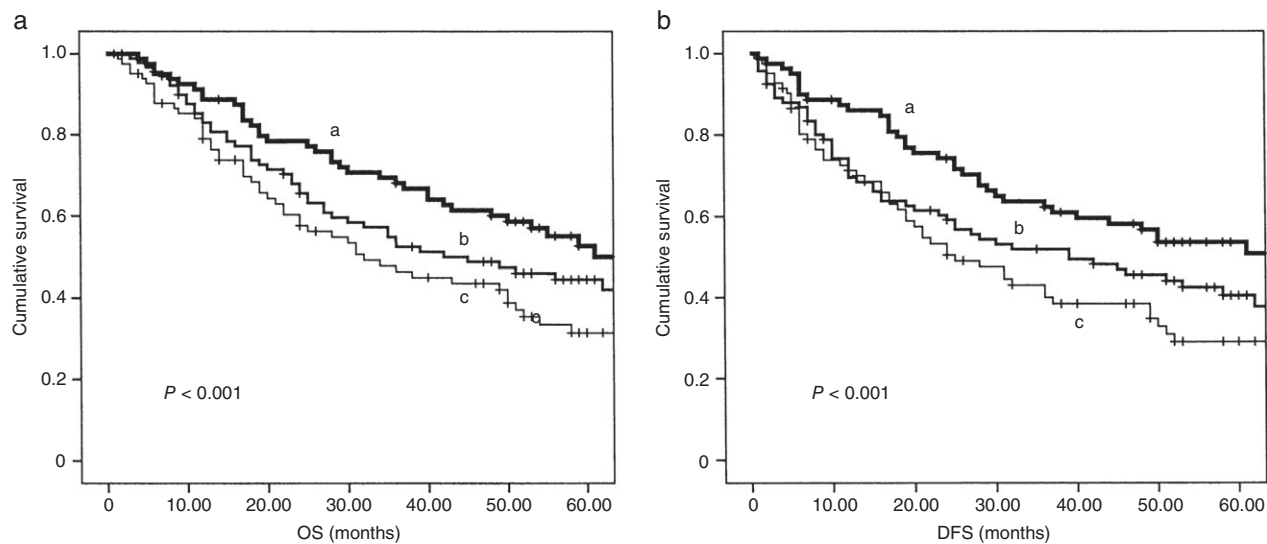 a
Cumulative survival
1.0
0.8
0.6
0.4
0.2
0
a
b
c
c
P < 0.001
0 10.00 20.00 30.00 40.00 50.00 60.00
OS (months)
b
Cumulative survival
1.0
0.8
0.6
0.4
0.2
0
a
b
c
P < 0.001
0 10.00 20.00 30.00 40.00 50.00 60.00
DFS (months)